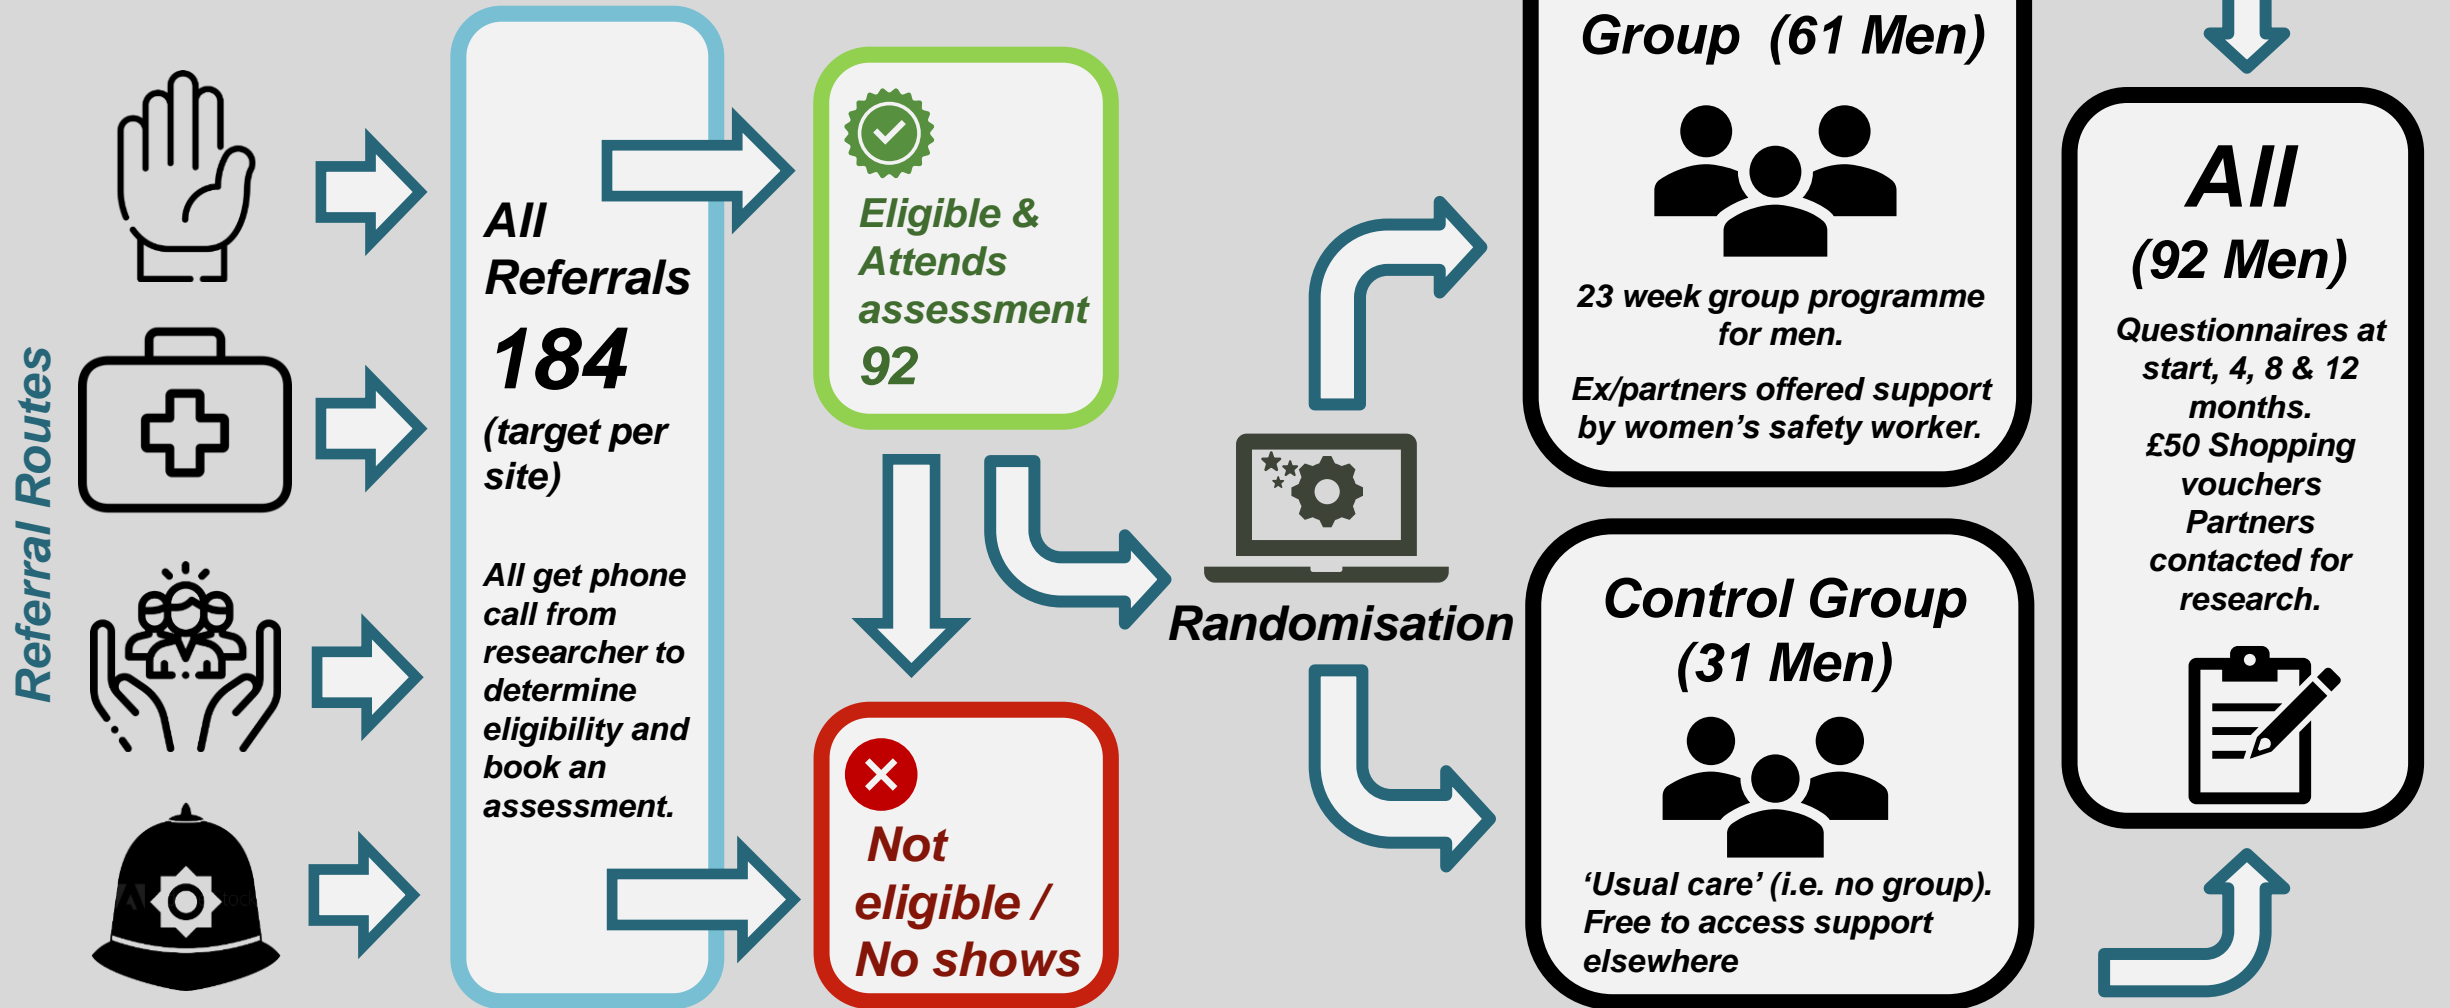 Referral Routes
All
Referrals
184
(target per
site)
All get phone
call from
researcher to
determine
eligibility and
book an
assessment.
Eligible &
Attends
assessment
92
Not
eligible /
No shows
Randomisation
Group (61 Men)
23 week group programme
for men.
Ex/partners offered support
by women’s safety worker.
Control Group
(31 Men)
‘Usual care’ (i.e. no group).
Free to access support
elsewhere
All
(92 Men)
Questionnaires at
start, 4, 8 & 12
months.
£50 Shopping
vouchers
Partners
contacted for
research.